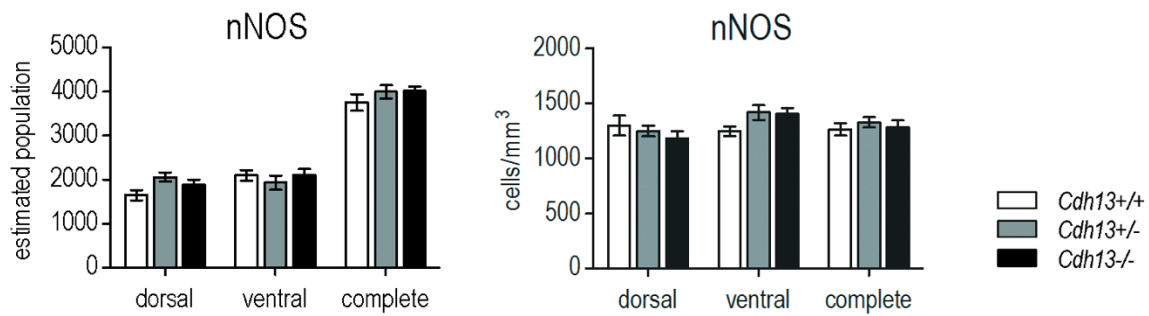 nNOS
estimated population
5000
4000
3000
2000
1000
0
dorsal ventral complete
nNOS
cells/mm³
2000
1500
1000
500
0
dorsal ventral complete
Cdh13+/+
Cdh13+/-
Cdh13-/-